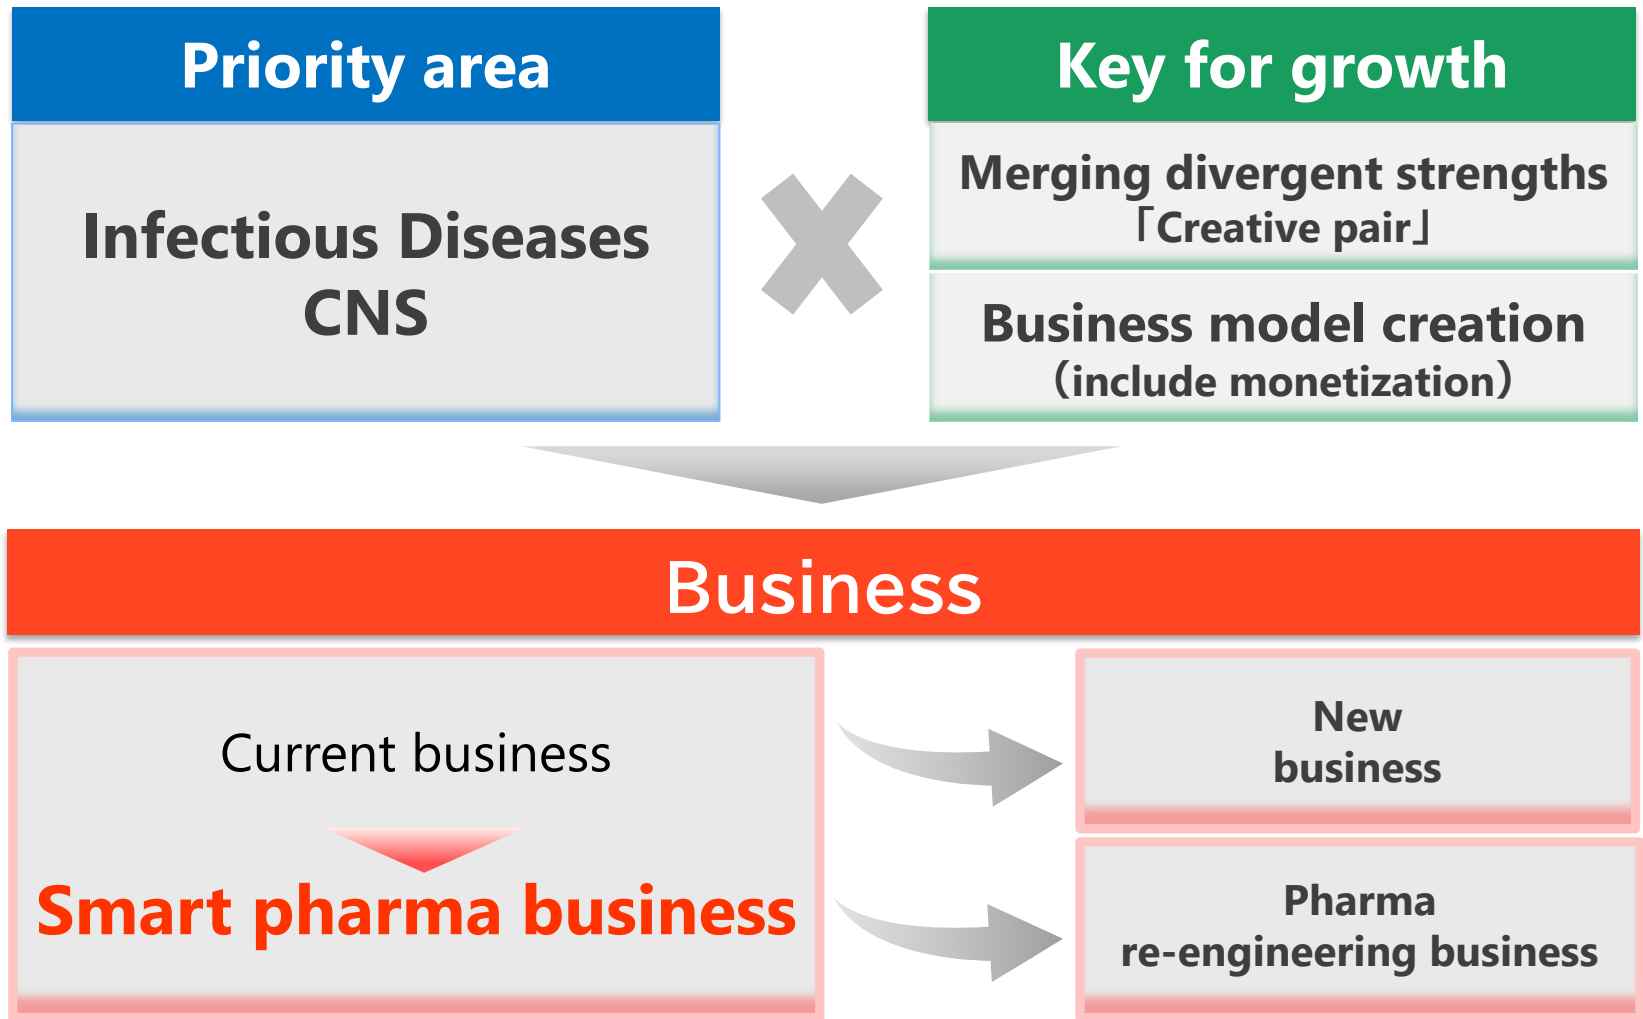 Priority area
Infectious Diseases
CNS
Key for growth
Merging divergent strengths
「Creative pair」
Business model creation
（include monetization）
Business
Current business
Smart pharma business
New
business
Pharma
re-engineering business